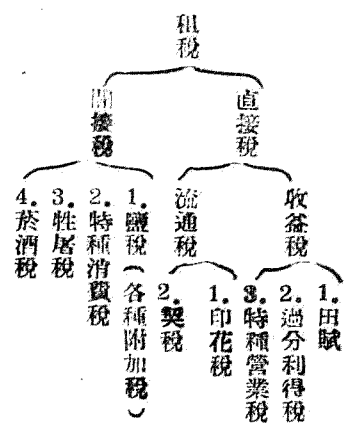 租稅
直接稅
收益稅
1.田賦
2.過分利得稅
3.特種營業稅
流通稅
1.印花稅
2.契稅
間接稅
1.鹽稅(各種附加稅)
2.特種消費稅
3.牲屠稅
4.菸酒稅